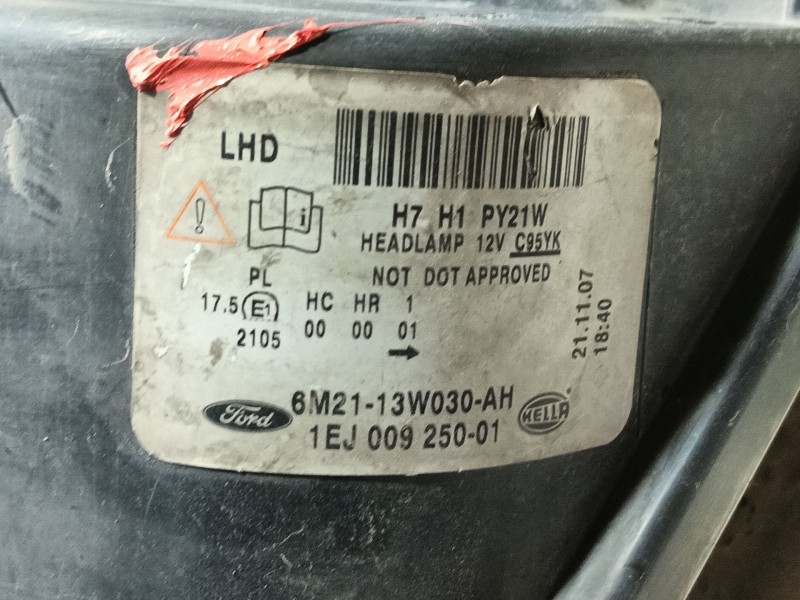 LHD
H7 H1 PY21W
HEADLAMP 12V C95YK
PL NOT DOT APPROVED
17.5 E1 HC HR 1
2105 00 00 01
21.11.07
18:40
Ford 6M21-13W030-AH HELLA
1EJ 009 250-01